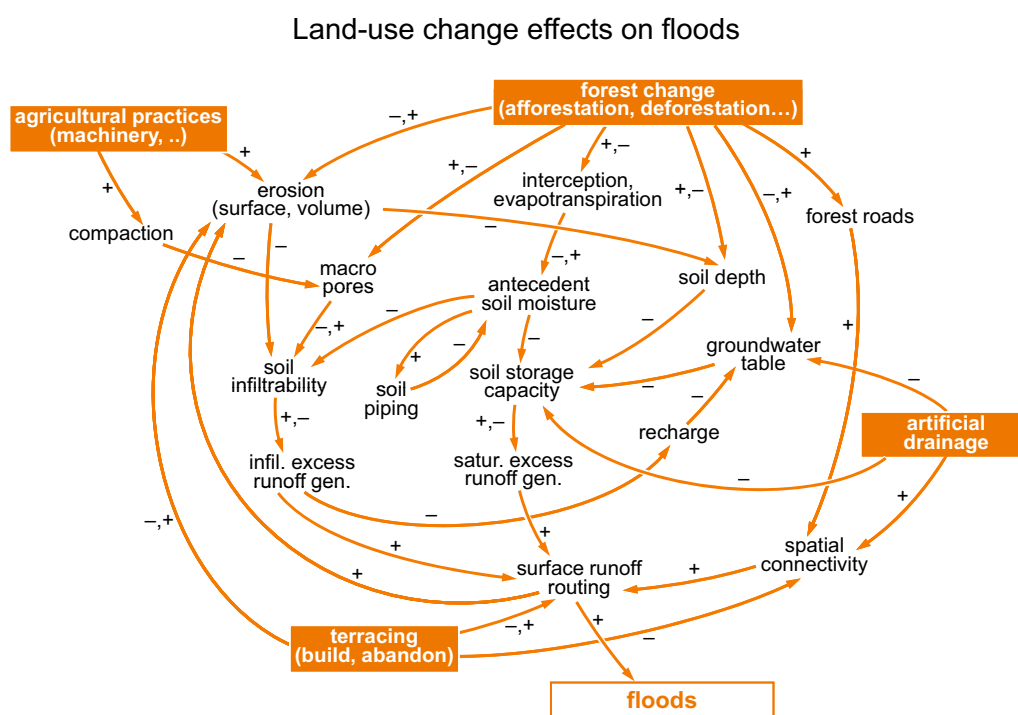 Land-use change effects on floods
forest change
(afforestation, deforestation...)
agricultural practices
(machinery, ..)
–,+
+
+
+,–
+,–
+,–
–,+
+
erosion
(surface, volume)
interception,
evapotranspiration
forest roads
compaction
–
–
–
–,+
macro
pores
antecedent
soil moisture
soil depth
–,+
–
+
–
–
–
+
soil
infiltrability
soil
piping
soil storage
capacity
groundwater
table
–
–
–
artificial
drainage
+,–
+,–
recharge
infil. excess
runoff gen.
satur. excess
runoff gen.
–
–
+
–,+
+
+
spatial
connectivity
surface runoff
routing
+
+
terracing
(build, abandon)
–,+
+
–
floods